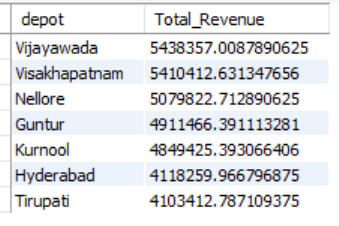 depot Total_Revenue
Vijayawada 5438357.0087890625
Visakhapatnam 5410412.631347656
Nellore 5079822.712890625
Guntur 4911466.391113281
Kurnool 4849425.393066406
Hyderabad 4118259.966796875
Tirupati 4103412.787109375